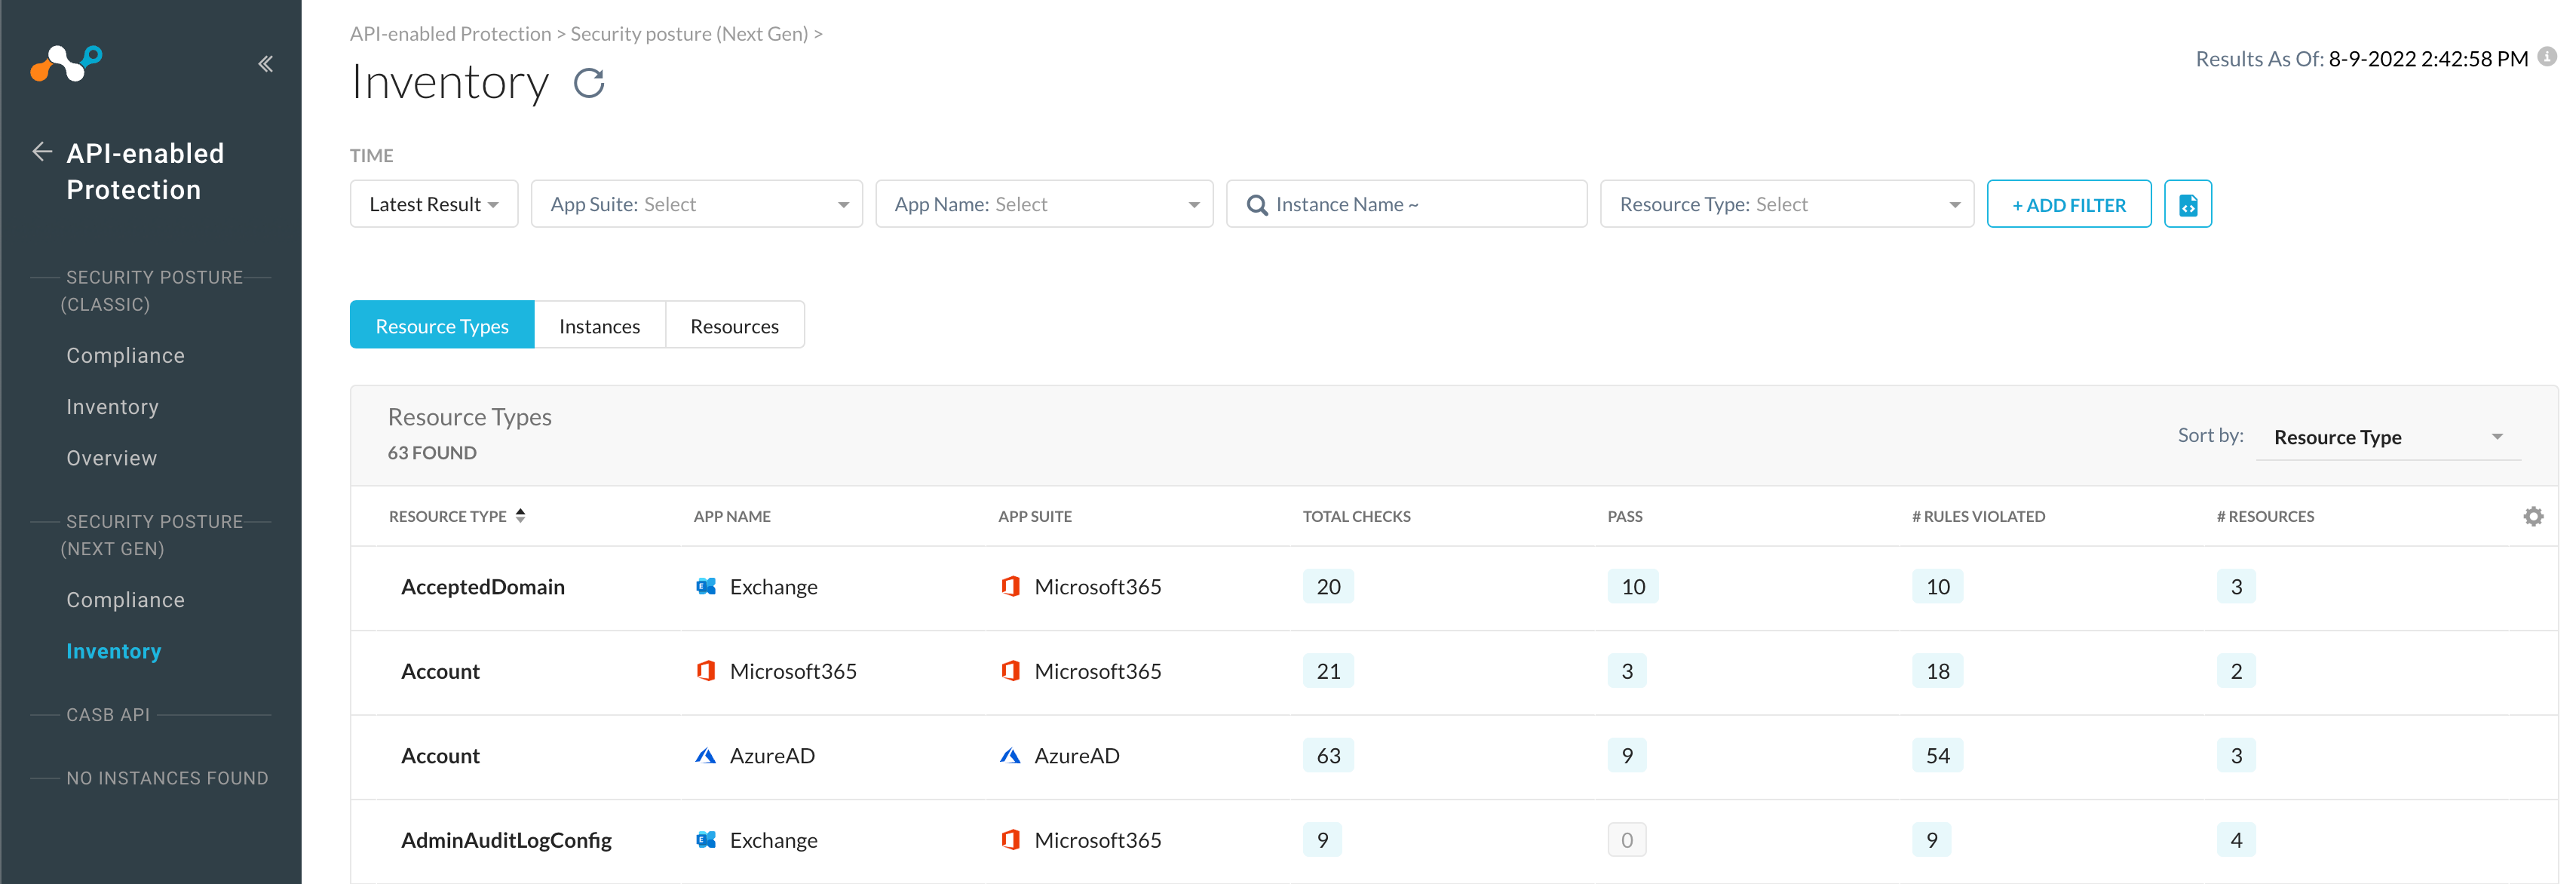 API-enabled
Protection
SECURITY POSTURE
(CLASSIC)
Compliance
Inventory
Overview
SECURITY POSTURE
(NEXT GEN)
Compliance
Inventory
CASB API
NO INSTANCES FOUND
API-enabled Protection > Security posture (Next Gen) >
Inventory
Results As Of: 8-9-2022 2:42:58 PM
TIME
Latest Result App Suite: Select App Name: Select Instance Name ~ Resource Type: Select + ADD FILTER
Resource Types Instances Resources
Resource Types
63 FOUND
Sort by: Resource Type
RESOURCE TYPE APP NAME APP SUITE TOTAL CHECKS PASS # RULES VIOLATED # RESOURCES
AcceptedDomain Exchange Microsoft365 20 10 10 3
Account Microsoft365 Microsoft365 21 3 18 2
Account AzureAD AzureAD 63 9 54 3
AdminAuditLogConfig Exchange Microsoft365 9 0 9 4